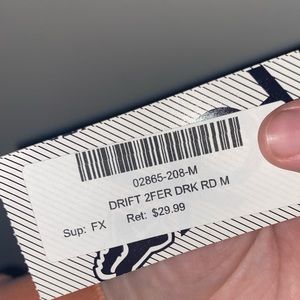 02865-208-M
DRIFT 2FER DRK RD M
Sup: FX Ret: $29.99